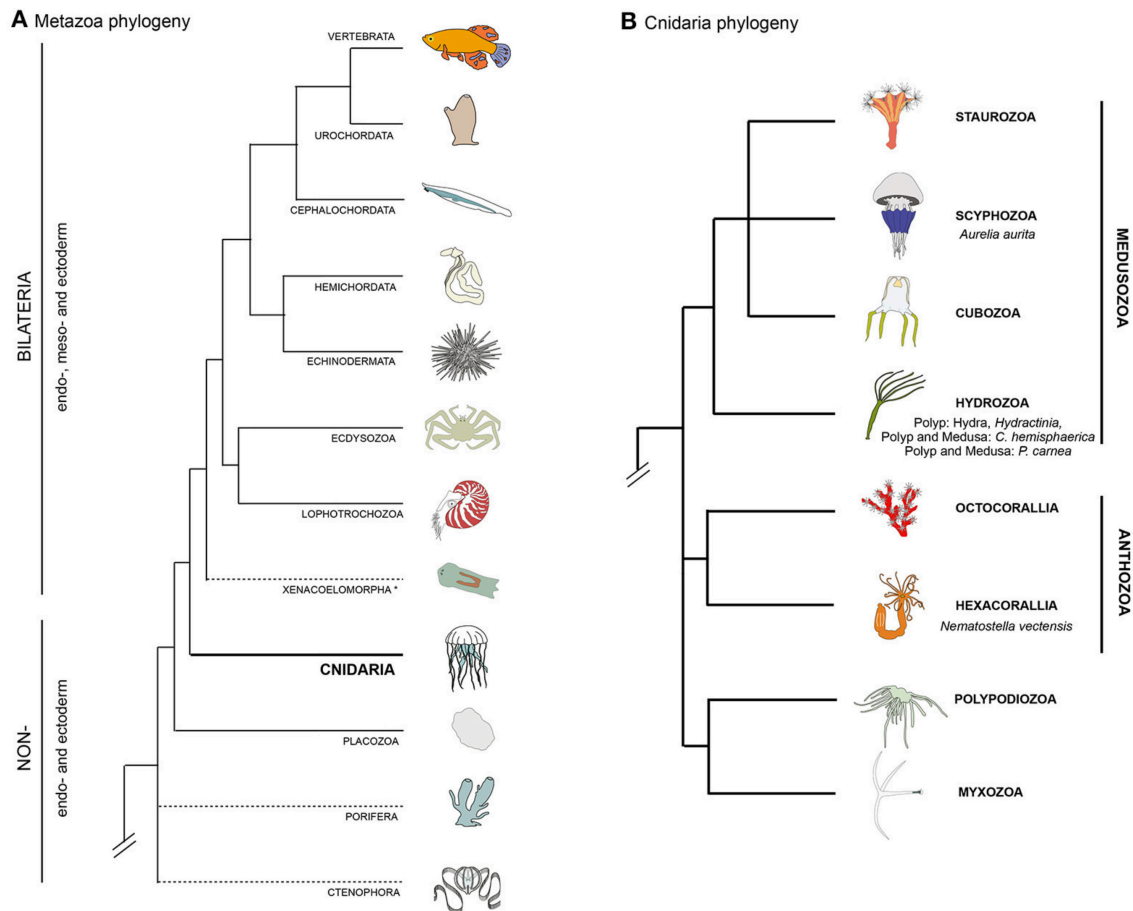 A Metazoa phylogeny
VERTEBRATA
UROCHORDATA
CEPHALOCHORDATA
HEMICHORDATA
ECHINODERMATA
ECDYSOZOA
LOPHOTROCHOZOA
XENACOELOMORPHA *
CNIDARIA
PLACOZOA
PORIFERA
CTENOPHORA
BILATERIA
endo-, meso- and ectoderm
NON-
endo- and ectoderm
B Cnidaria phylogeny
STAUROZOA
SCYPHOZOA
Aurelia aurita
CUBOZOA
HYDROZOA
Polyp: Hydra, Hydractinia,
Polyp and Medusa: C. hemisphaerica
Polyp and Medusa: P. carnea
OCTOCORALLIA
HEXACORALLIA
Nematostella vectensis
POLYPODIOZOA
MYXOZOA
MEDUSOZOA
ANTHOZOA